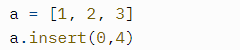 a = [1, 2, 3]
a.insert(0,4)